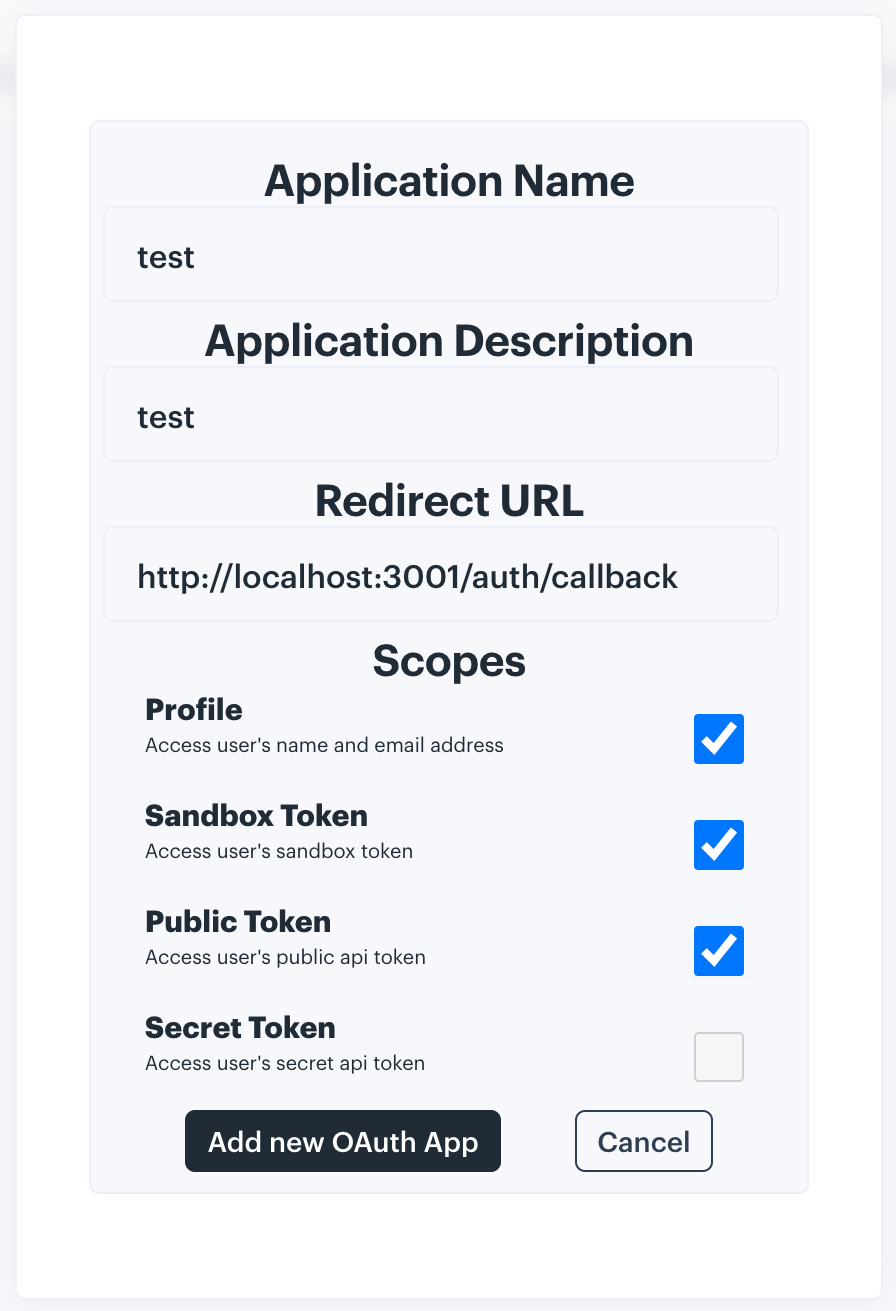 Application Name
test
Application Description
test
Redirect URL
http://localhost:3001/auth/callback
Scopes
Profile
Access user's name and email address
Sandbox Token
Access user's sandbox token
Public Token
Access user's public api token
Secret Token
Access user's secret api token
Add new OAuth App Cancel